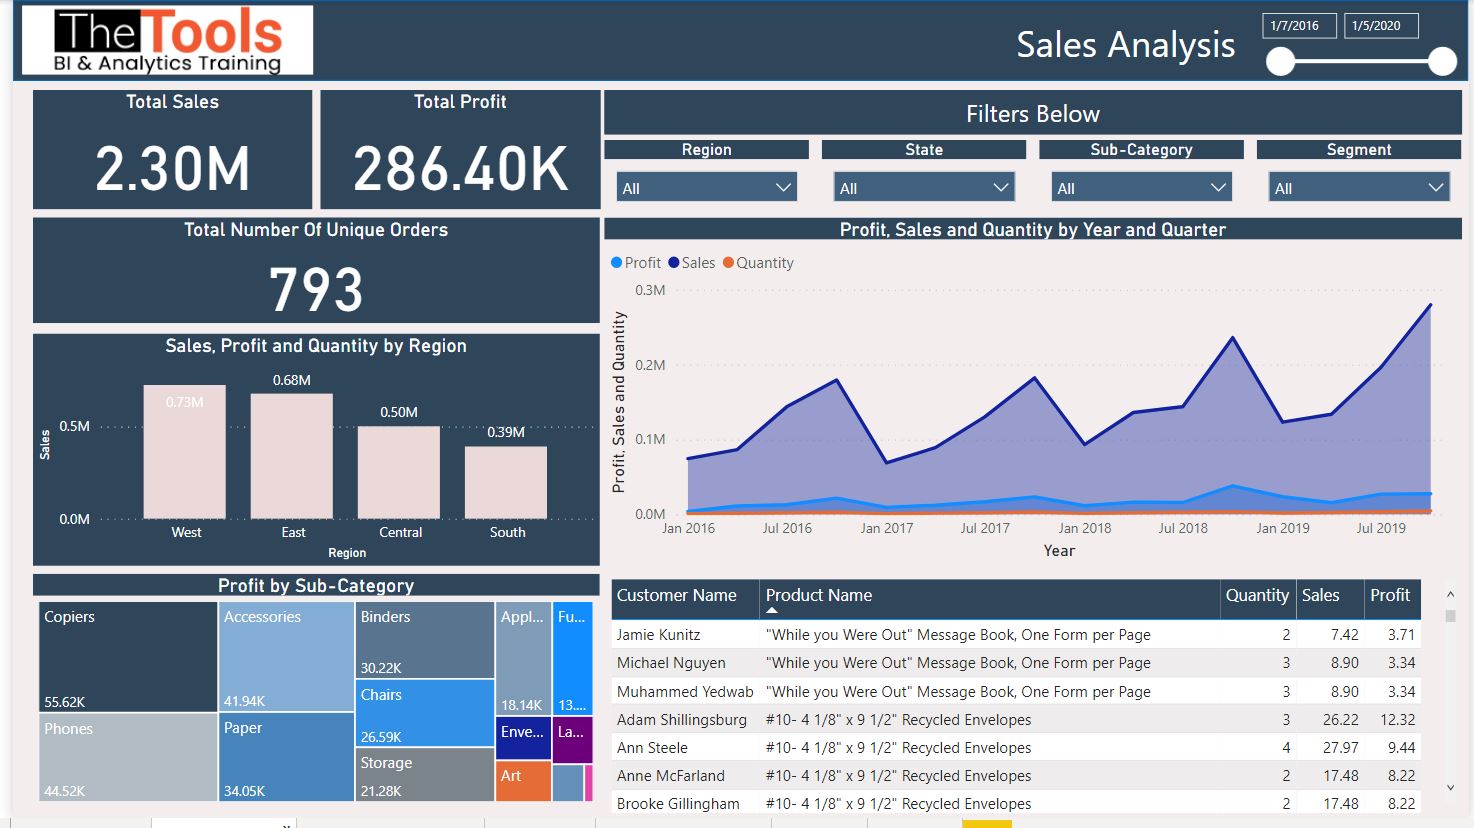 TheTools
BI & Analytics Training
Sales Analysis
1/7/2016
1/5/2020
Total Sales
2.30M
Total Profit
286.40K
Filters Below
Region
State
Sub-Category
Segment
All
All
All
All
Total Number Of Unique Orders
793
Profit, Sales and Quantity by Year and Quarter
Profit Sales Quantity
Profit, Sales and Quantity
0.3M
0.2M
0.1M
0.0M
Jan 2016 Jul 2016 Jan 2017 Jul 2017 Jan 2018 Jul 2018 Jan 2019 Jul 2019
Year
Sales, Profit and Quantity by Region
Sales
0.5M
0.0M
0.73M
0.68M
0.50M
0.39M
West East Central South
Region
Profit by Sub-Category
Copiers
55.62K
Phones
44.52K
Accessories
41.94K
Paper
34.05K
Binders
30.22K
Chairs
26.59K
Storage
21.28K
Appl...
18.14K
Fu...
13....
Enve...
La...
Art
Customer Name Product Name Quantity Sales Profit
Jamie Kunitz "While you Were Out" Message Book, One Form per Page 2 7.42 3.71
Michael Nguyen "While you Were Out" Message Book, One Form per Page 3 8.90 3.34
Muhammed Yedwab "While you Were Out" Message Book, One Form per Page 3 8.90 3.34
Adam Shillingsburg #10- 4 1/8" x 9 1/2" Recycled Envelopes 3 26.22 12.32
Ann Steele #10- 4 1/8" x 9 1/2" Recycled Envelopes 4 27.97 9.44
Anne McFarland #10- 4 1/8" x 9 1/2" Recycled Envelopes 2 17.48 8.22
Brooke Gillingham #10- 4 1/8" x 9 1/2" Recycled Envelopes 2 17.48 8.22